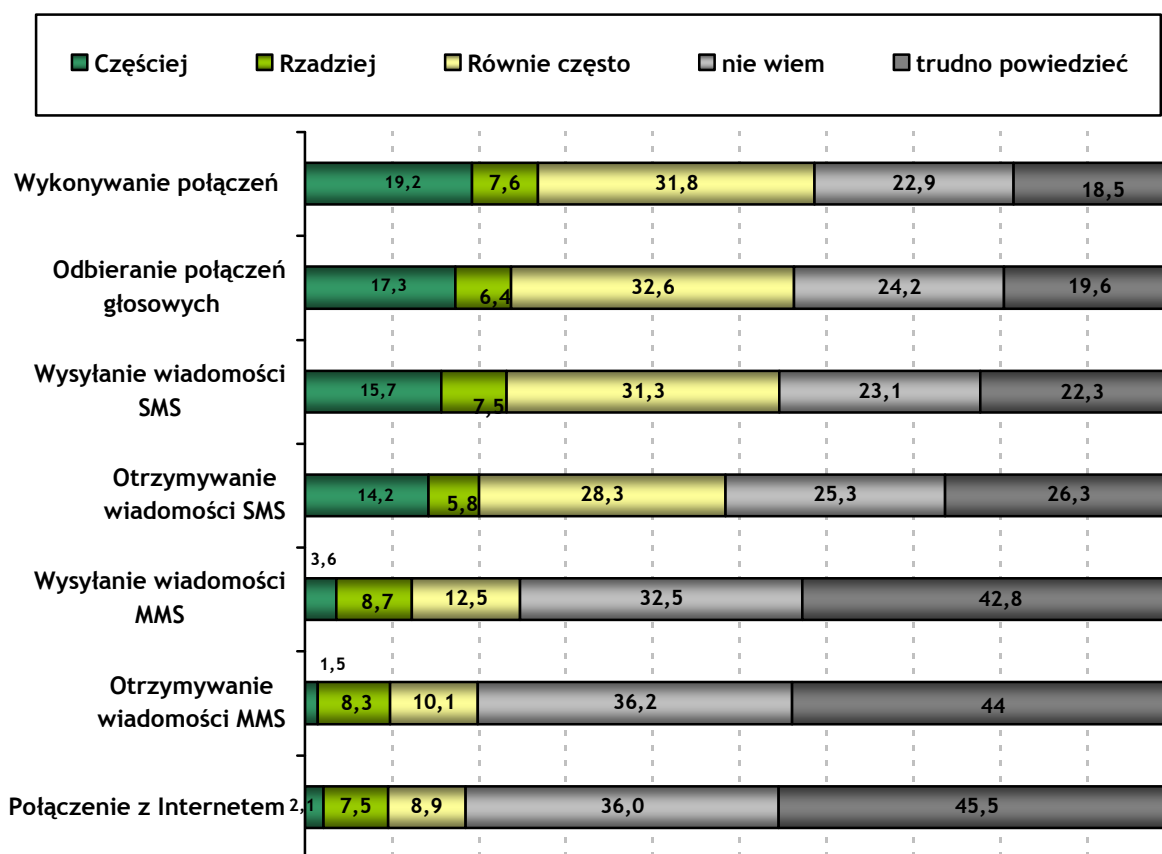 Częściej Rzadziej Równie często nie wiem trudno powiedzieć
Wykonywanie połączeń 19,2 7,6 31,8 22,9 18,5
Odbieranie połączeń
głosowych 17,3 6,4 32,6 24,2 19,6
Wysyłanie wiadomości
SMS 15,7 7,5 31,3 23,1 22,3
Otrzymywanie
wiadomości SMS 14,2 5,8 28,3 25,3 26,3
3,6
Wysyłanie wiadomości
MMS 8,7 12,5 32,5 42,8
1,5
Otrzymywanie
wiadomości MMS 8,3 10,1 36,2 44
Połączenie z Internetem 2,1 7,5 8,9 36,0 45,5